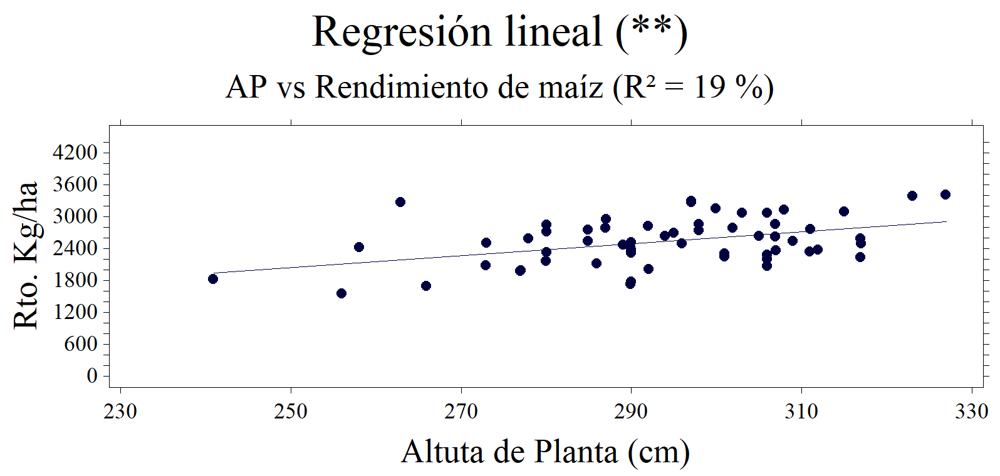 Regresión lineal (**)
AP vs Rendimiento de maíz (R² = 19 %)
4200
3600
3000
2400
1800
1200
600
0
Rto. Kg/ha
230 250 270 290 310 330
Altuta de Planta (cm)